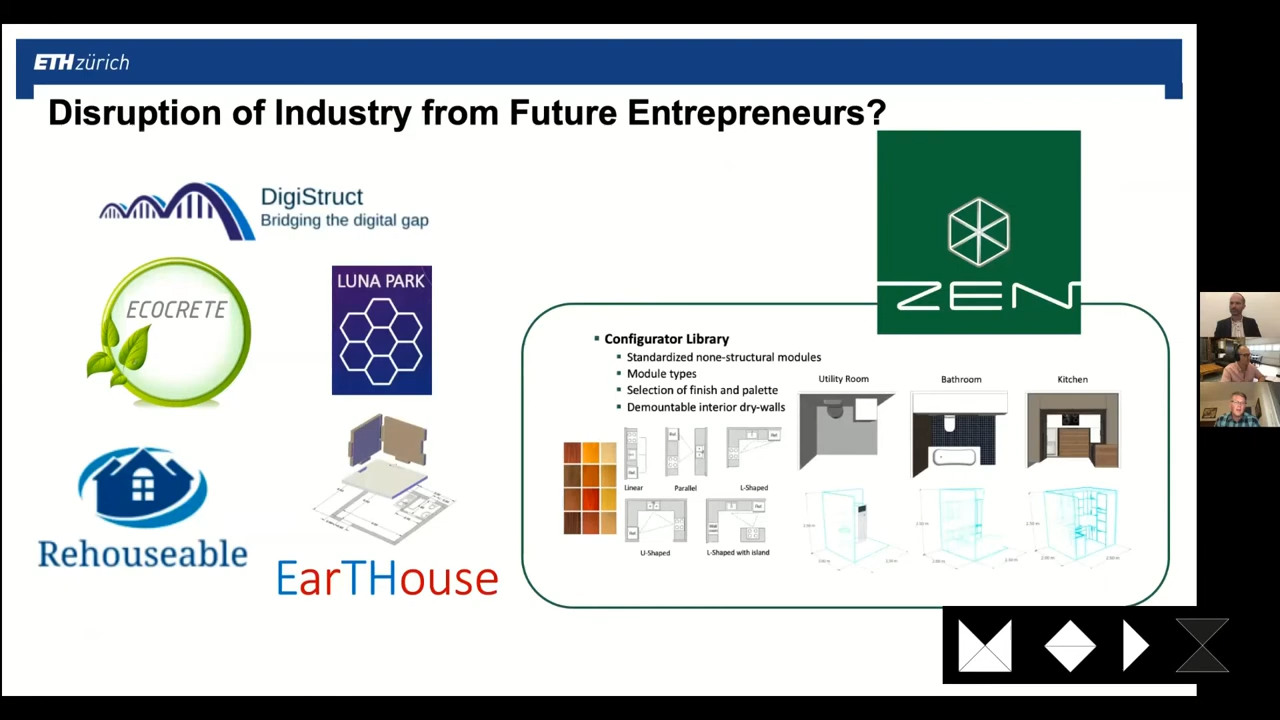 ETH zürich
Disruption of Industry from Future Entrepreneurs?
DigiStruct
Bridging the digital gap
ECOCRETE
LUNA PARK
Rehouseable
EarTHouse
ZEN
▪ Configurator Library
▪ Standardized none-structural modules
▪ Module types
▪ Selection of finish and palette
▪ Demountable interior dry-walls
Linear
Parallel
L-Shaped
U-Shaped
L-Shaped with island
Utility Room
Bathroom
Kitchen